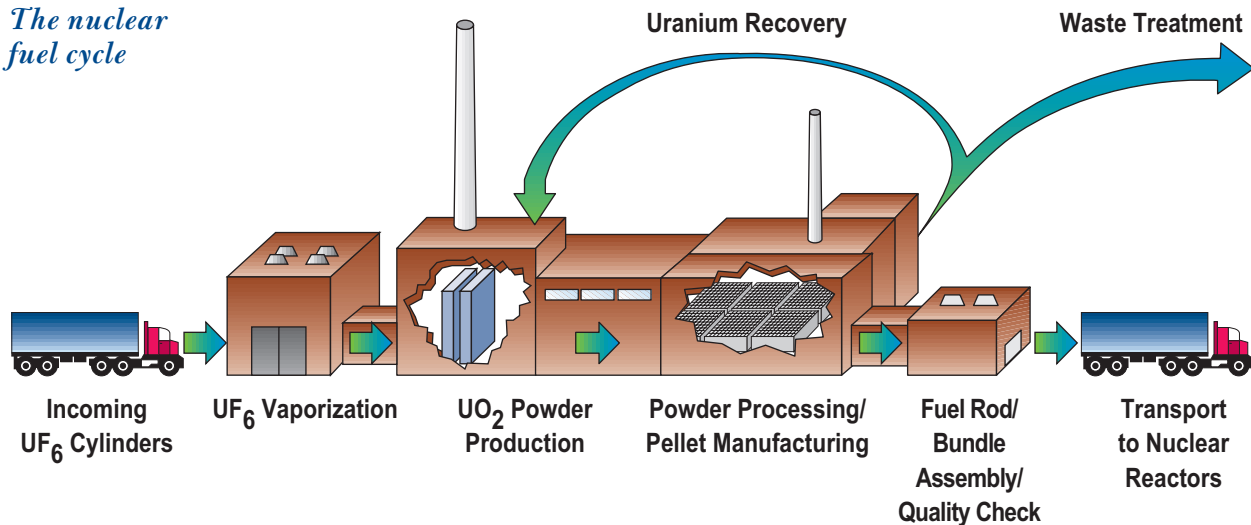 The nuclear
fuel cycle
Uranium Recovery
Waste Treatment
Incoming
UF6 Cylinders
UF6 Vaporization
UO2 Powder
Production
Powder Processing/
Pellet Manufacturing
Fuel Rod/
Bundle
Assembly/
Quality Check
Transport
to Nuclear
Reactors